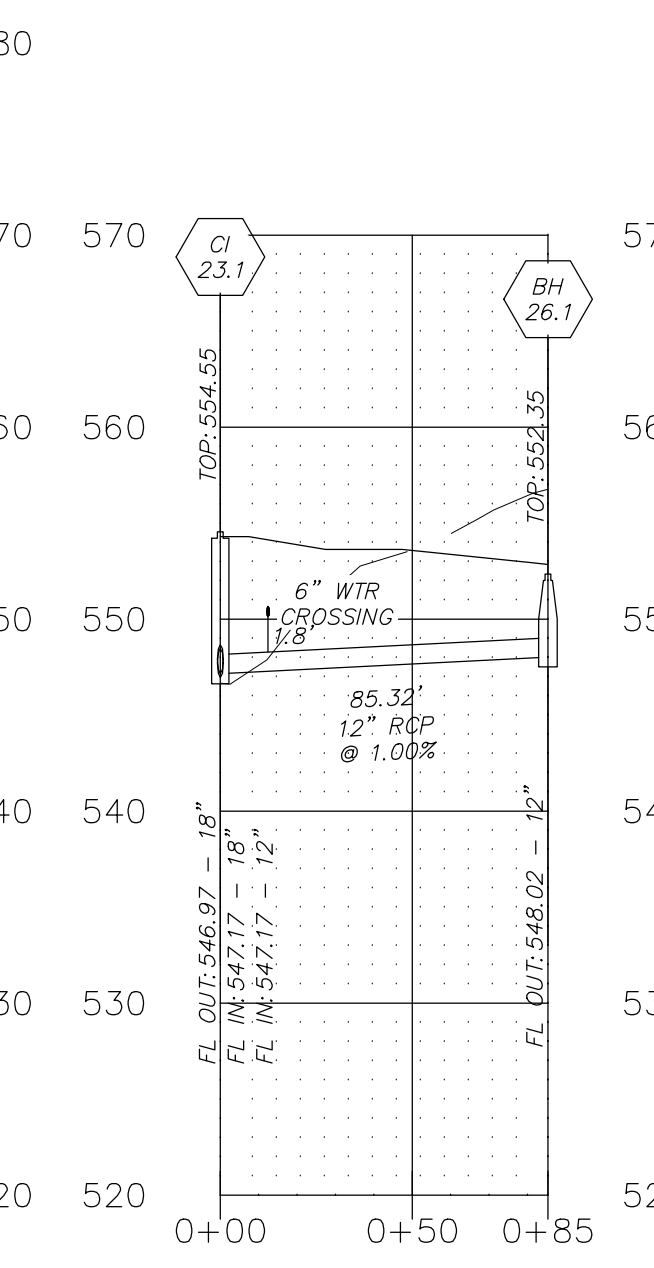 80
70 570 57
CI
23.1
BH
26.1
TOP: 554.55
TOP: 552.35
60 560 56
6" WTR
CROSSING
1.8'
50 550 55
85.32'
12" RCP
@ 1.00%
40 540 54
FL OUT: 546.97 - 18"
FL IN: 547.17 - 18"
FL IN: 547.17 - 12"
FL OUT: 548.02 - 12"
30 530 53
20 520 52
0+00 0+50 0+85